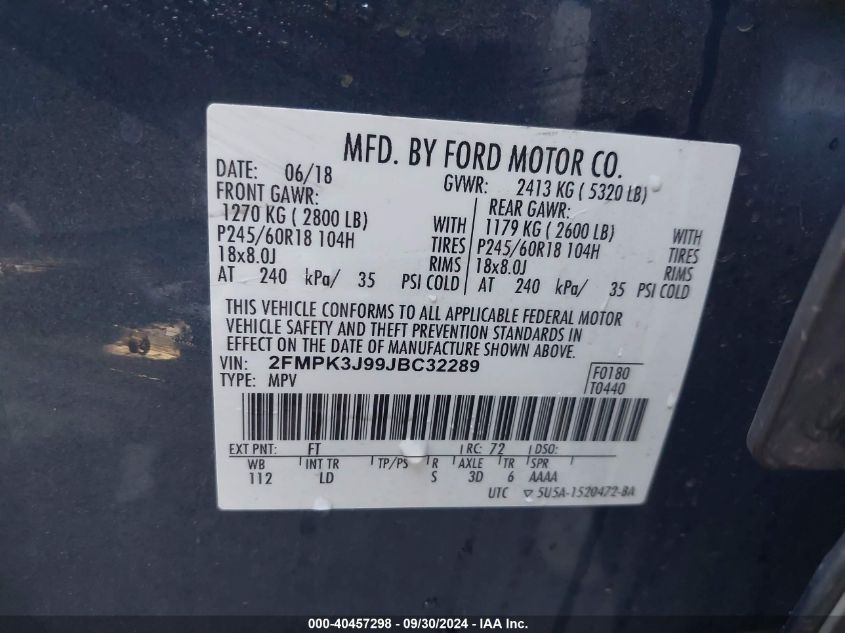 MFD. BY FORD MOTOR CO.
DATE: 06/18 GVWR: 2413 KG ( 5320 LB)
FRONT GAWR: REAR GAWR:
1270 KG ( 2800 LB) WITH 1179 KG ( 2600 LB) WITH
P245/60R18 104H TIRES P245/60R18 104H TIRES
18x8.0J RIMS 18x8.0J RIMS
AT 240 kPa/ 35 PSI COLD AT 240 kPa/ 35 PSI COLD
THIS VEHICLE CONFORMS TO ALL APPLICABLE FEDERAL MOTOR
VEHICLE SAFETY AND THEFT PREVENTION STANDARDS IN
EFFECT ON THE DATE OF MANUFACTURE SHOWN ABOVE.
VIN: 2FMPK3J99JBC32289 F0180
TYPE: MPV T0440
EXT PNT: FT RC: 72 DSO:
WB INT TR TP/PS R AXLE TR SPR
112 LD S 3D 6 AAAA
UTC ▽ 5U5A-1520472-BA
000-40457298 - 09/30/2024 - IAA Inc.